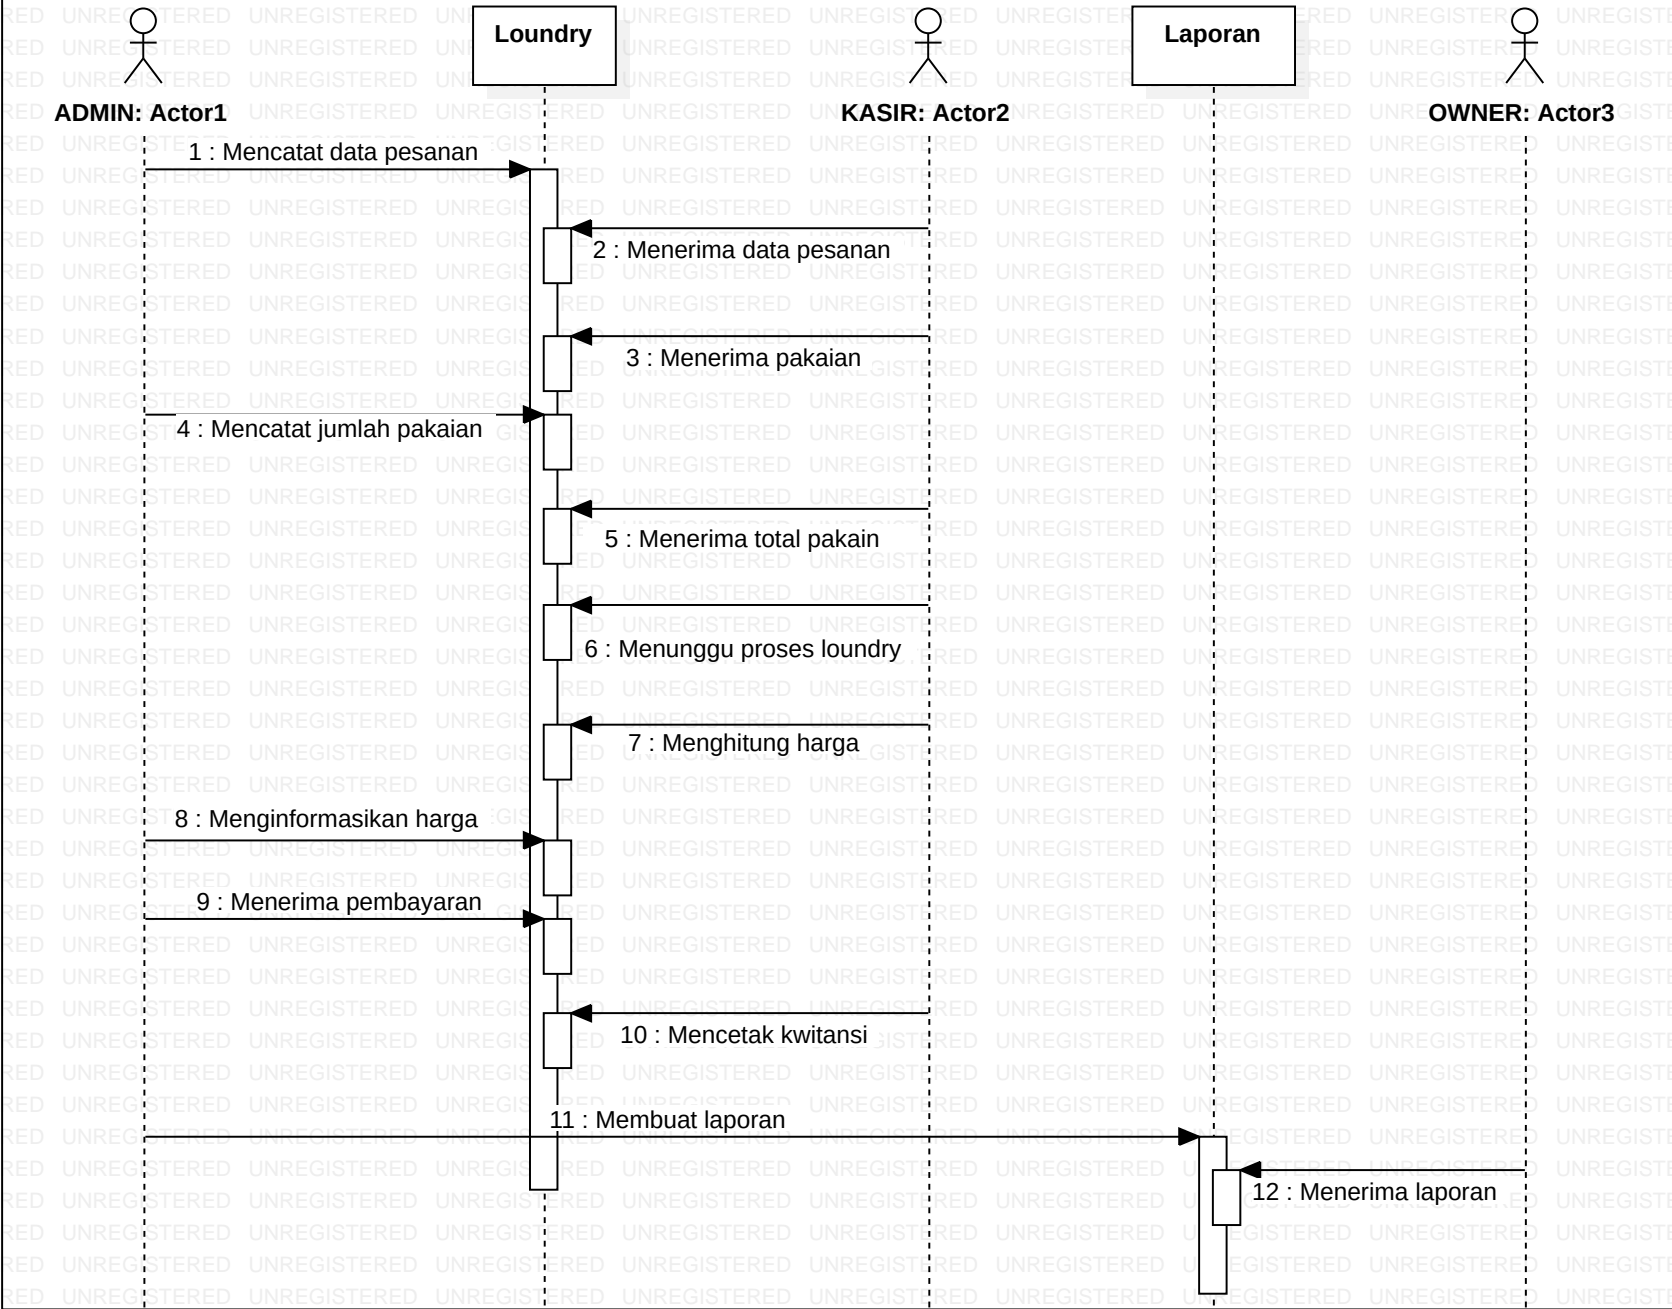 Loundry
Laporan
ADMIN: Actor1
KASIR: Actor2
OWNER: Actor3
1 : Mencatat data pesanan
2 : Menerima data pesanan
3 : Menerima pakaian
4 : Mencatat jumlah pakaian
5 : Menerima total pakain
6 : Menunggu proses loundry
7 : Menghitung harga
8 : Menginformasikan harga
9 : Menerima pembayaran
10 : Mencetak kwitansi
11 : Membuat laporan
12 : Menerima laporan
UNREGISTERED